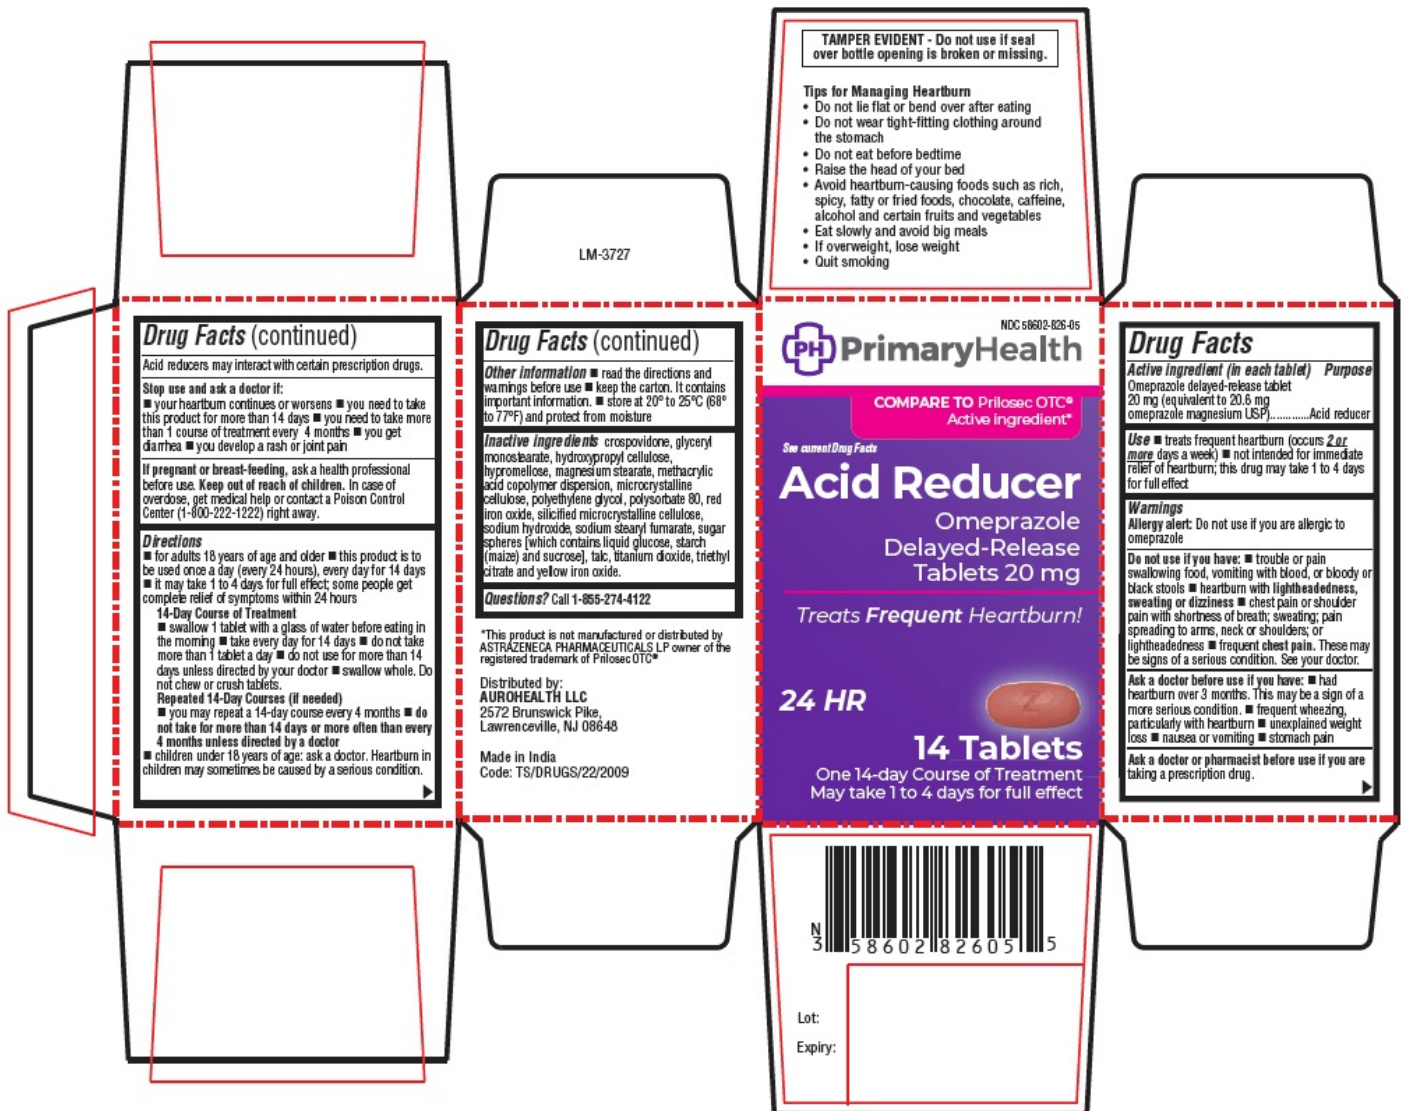 TAMPER EVIDENT - Do not use if seal
over bottle opening is broken or missing.
Tips for Managing Heartburn
• Do not lie flat or bend over after eating
• Do not wear tight-fitting clothing around
the stomach
• Do not eat before bedtime
• Raise the head of your bed
• Avoid heartburn-causing foods such as rich,
spicy, fatty or fried foods, chocolate, caffeine,
alcohol and certain fruits and vegetables
• Eat slowly and avoid big meals
• If overweight, lose weight
• Quit smoking
LM-3727
Drug Facts (continued)
Acid reducers may interact with certain prescription drugs.
Stop use and ask a doctor if:
■ your heartburn continues or worsens ■ you need to take
this product for more than 14 days ■ you need to take more
than 1 course of treatment every 4 months ■ you get
diarrhea ■ you develop a rash or joint pain
If pregnant or breast-feeding, ask a health professional
before use. Keep out of reach of children. In case of
overdose, get medical help or contact a Poison Control
Center (1-800-222-1222) right away.
Directions
■ for adults 18 years of age and older ■ this product is to
be used once a day (every 24 hours), every day for 14 days
■ it may take 1 to 4 days for full effect; some people get
complete relief of symptoms within 24 hours
14-Day Course of Treatment
■ swallow 1 tablet with a glass of water before eating in
the morning ■ take every day for 14 days ■ do not take
more than 1 tablet a day ■ do not use for more than 14
days unless directed by your doctor ■ swallow whole. Do
not chew or crush tablets.
Repeated 14-Day Courses (if needed)
■ you may repeat a 14-day course every 4 months ■ do
not take for more than 14 days or more often than every
4 months unless directed by a doctor
■ children under 18 years of age: ask a doctor. Heartburn in
children may sometimes be caused by a serious condition.
Drug Facts (continued)
Other information ■ read the directions and
warnings before use ■ keep the carton. It contains
important information. ■ store at 20° to 25°C (68°
to 77°F) and protect from moisture
Inactive ingredients crospovidone, glyceryl
monostearate, hydroxypropyl cellulose,
hypromellose, magnesium stearate, methacrylic
acid copolymer dispersion, microcrystalline
cellulose, polyethylene glycol, polysorbate 80, red
iron oxide, silicified microcrystalline cellulose,
sodium hydroxide, sodium stearyl fumarate, sugar
spheres [which contains liquid glucose, starch
(maize) and sucrose], talc, titanium dioxide, triethyl
citrate and yellow iron oxide.
Questions? Call 1-855-274-4122
*This product is not manufactured or distributed by
ASTRAZENECA PHARMACEUTICALS LP owner of the
registered trademark of Prilosec OTC®
Distributed by:
AUROHEALTH LLC
2572 Brunswick Pike,
Lawrenceville, NJ 08648
Made in India
Code: TS/DRUGS/22/2009
NDC 58602-826-05
PH PrimaryHealth
COMPARE TO Prilosec OTC®
Active ingredient*
See current Drug Facts
Acid Reducer
Omeprazole
Delayed-Release
Tablets 20 mg
Treats Frequent Heartburn!
24 HR
Z
14 Tablets
One 14-day Course of Treatment
May take 1 to 4 days for full effect
N
3 58602 82605 5
Lot:
Expiry:
Drug Facts
Active ingredient (in each tablet) Purpose
Omeprazole delayed-release tablet
20 mg (equivalent to 20.6 mg
omeprazole magnesium USP)............Acid reducer
Use ■ treats frequent heartburn (occurs 2 or
more days a week) ■ not intended for immediate
relief of heartburn; this drug may take 1 to 4 days
for full effect
Warnings
Allergy alert: Do not use if you are allergic to
omeprazole
Do not use if you have: ■ trouble or pain
swallowing food, vomiting with blood, or bloody or
black stools ■ heartburn with lightheadedness,
sweating or dizziness ■ chest pain or shoulder
pain with shortness of breath; sweating; pain
spreading to arms, neck or shoulders; or
lightheadedness ■ frequent chest pain. These may
be signs of a serious condition. See your doctor.
Ask a doctor before use if you have: ■ had
heartburn over 3 months. This may be a sign of a
more serious condition. ■ frequent wheezing,
particularly with heartburn ■ unexplained weight
loss ■ nausea or vomiting ■ stomach pain
Ask a doctor or pharmacist before use if you are
taking a prescription drug.